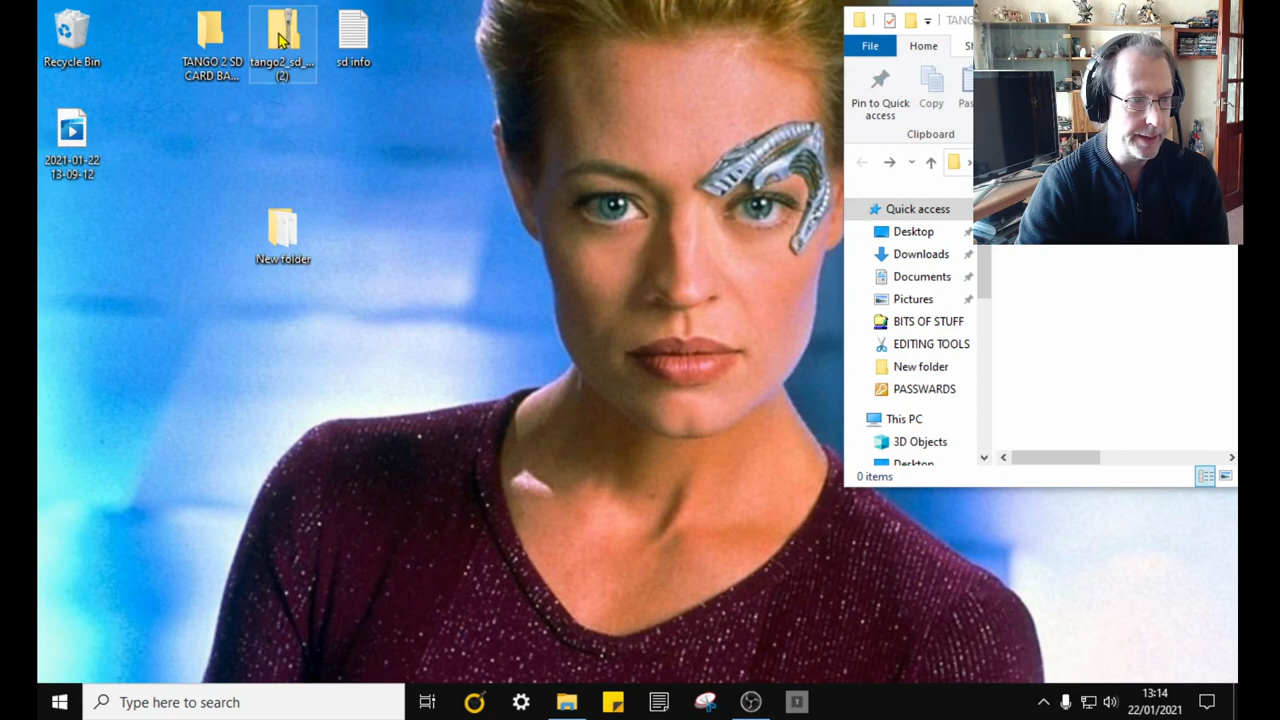 Recycle Bin
TANGO 2 SD
CARD BA...
tango2_sd_...
(2)
sd info
2021-01-22
13-09-12
New folder
File
Home
Pin to Quick
access
Copy
Clipboard
Quick access
Desktop
Downloads
Documents
Pictures
BITS OF STUFF
EDITING TOOLS
New folder
PASSWARDS
This PC
3D Objects
Desktop
0 items
Type here to search
13:14
22/01/2021